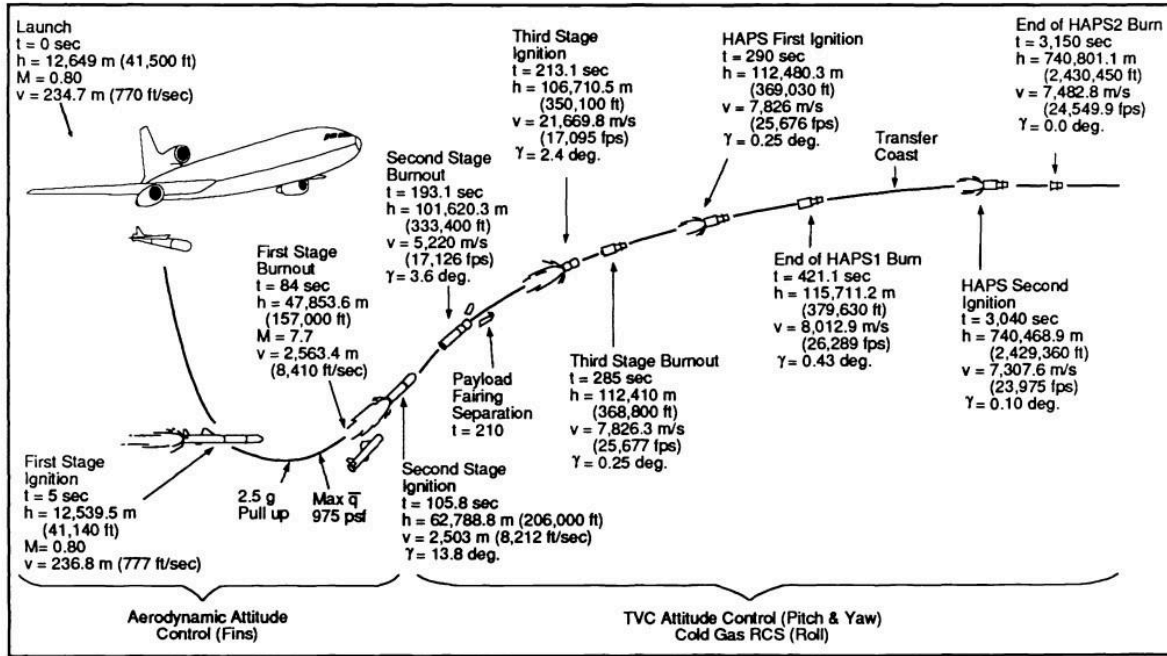 Launch
t = 0 sec
h = 12,649 m (41,500 ft)
M = 0.80
v = 234.7 m (770 ft/sec)
First Stage
Ignition
t = 5 sec
h = 12,539.5 m
(41,140 ft)
M= 0.80
v = 236.8 m (777 ft/sec)
2.5 g
Pull up
Max q̅
975 psf
First Stage
Burnout
t = 84 sec
h = 47,853.6 m
(157,000 ft)
M = 7.7
v = 2,563.4 m
(8,410 ft/sec)
Second Stage
Ignition
t = 105.8 sec
h = 62,788.8 m (206,000 ft)
v = 2,503 m (8,212 ft/sec)
γ = 13.8 deg.
Second Stage
Burnout
t = 193.1 sec
h = 101,620.3 m
(333,400 ft)
v = 5,220 m/s
(17,126 fps)
γ = 3.6 deg.
Payload
Fairing
Separation
t = 210
Third Stage
Ignition
t = 213.1 sec
h = 106,710.5 m
(350,100 ft)
v = 21,669.8 m/s
(17,095 fps)
γ = 2.4 deg.
Third Stage Burnout
t = 285 sec
h = 112,410 m
(368,800 ft)
v = 7,826.3 m/s
(25,677 fps)
γ = 0.25 deg.
HAPS First Ignition
t = 290 sec
h = 112,480.3 m
(369,030 ft)
v = 7,826 m/s
(25,676 fps)
γ = 0.25 deg.
End of HAPS1 Burn
t = 421.1 sec
h = 115,711.2 m
(379,630 ft)
v = 8,012.9 m/s
(26,289 fps)
γ = 0.43 deg.
Transfer
Coast
HAPS Second
Ignition
t = 3,040 sec
h = 740,468.9 m
(2,429,360 ft)
v = 7,307.6 m/s
(23,975 fps)
γ = 0.10 deg.
End of HAPS2 Burn
t = 3,150 sec
h = 740,801.1 m
(2,430,450 ft)
v = 7,482.8 m/s
(24,549.9 fps)
γ = 0.0 deg.
Aerodynamic Attitude
Control (Fins)
TVC Attitude Control (Pitch & Yaw)
Cold Gas RCS (Roll)